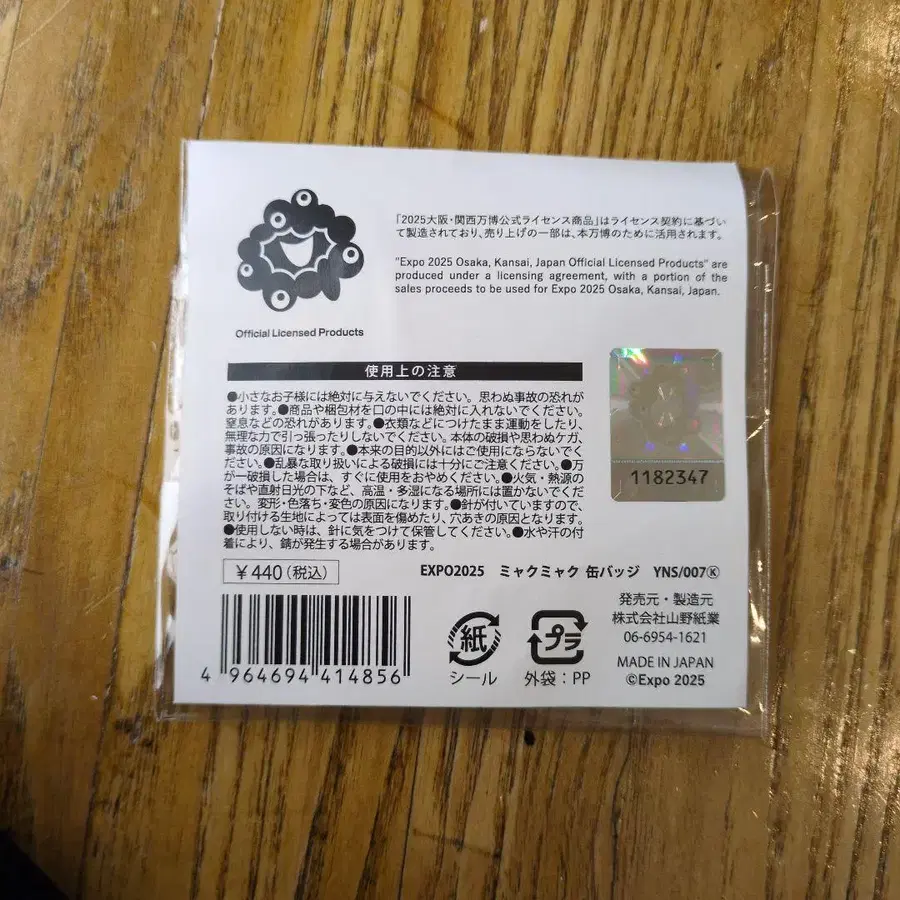 「2025大阪・関西万博公式ライセンス商品」はライセンス契約に基づい
て製造されており、売り上げの一部は、本万博のために活用されます。
"Expo 2025 Osaka, Kansai, Japan Official Licensed Products" are
produced under a licensing agreement, with a portion of the
sales proceeds to be used for Expo 2025 Osaka, Kansai, Japan.
Official Licensed Products
使用上の注意
●小さなお子様には絶対に与えないでください。思わぬ事故の恐れが
あります。●商品や梱包材を口の中には絶対に入れないでください。
窒息などの恐れがあります。●衣類などにつけたまま運動をしたり、
無理な力で引っ張ったりしないでください。本体の破損や思わぬケガ、
事故の原因になります。●本来の目的以外にはご使用にならないでく
ださい。●乱暴な取り扱いによる破損には十分にご注意ください。●万
が一破損した場合は、すぐに使用をおやめください。●火気・熱源の
そばや直射日光の下など、高温・多湿になる場所には置かないでくだ
さい。変形・色落ち・変色の原因になります。●針が付いていますので、
取り付ける生地によっては表面を傷めたり、穴あきの原因となります。
●使用しない時は、針に気をつけて保管してください。●水や汗の付
着により、錆が発生する場合があります。
1182347
￥440（税込）
EXPO2025 ミャクミャク 缶バッジ YNS/007Ⓚ
4 964694 414856
紙
シール
プラ
外袋：PP
発売元・製造元
株式会社山野紙業
06-6954-1621
MADE IN JAPAN
©Expo 2025